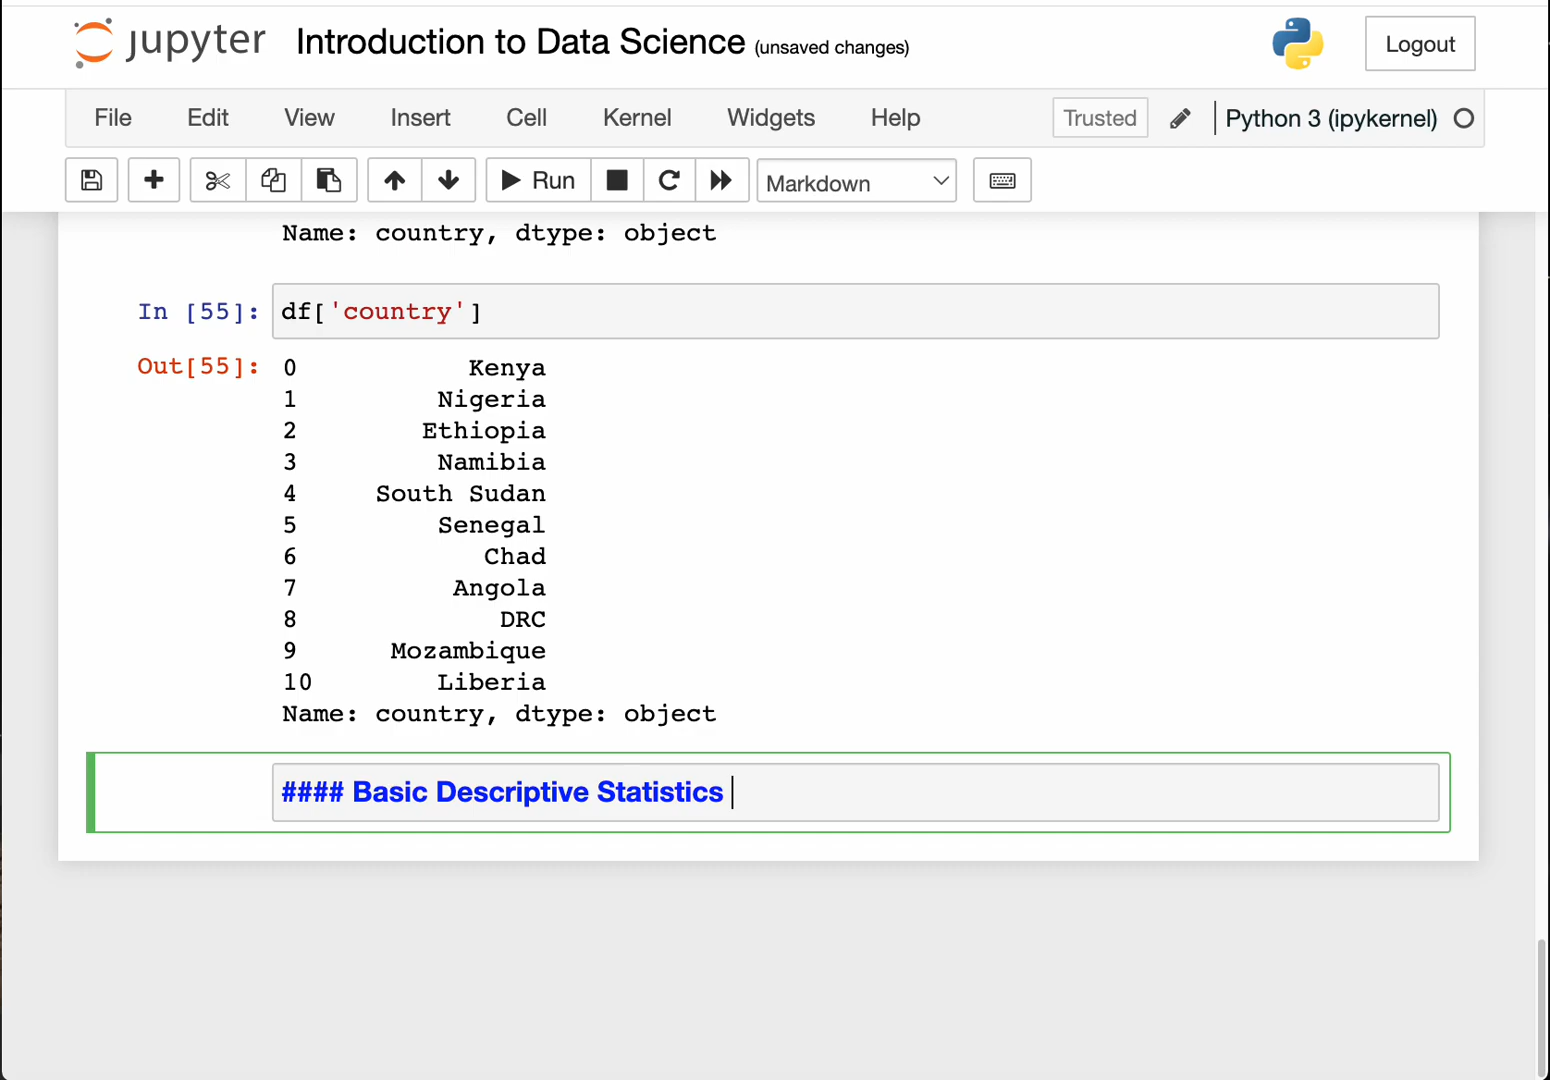 jupyter Introduction to Data Science (unsaved changes) Logout
File Edit View Insert Cell Kernel Widgets Help Trusted Python 3 (ipykernel)
Run Markdown
Name: country, dtype: object
In [55]: df['country']
Out[55]: 0 Kenya
1 Nigeria
2 Ethiopia
3 Namibia
4 South Sudan
5 Senegal
6 Chad
7 Angola
8 DRC
9 Mozambique
10 Liberia
Name: country, dtype: object
#### Basic Descriptive Statistics